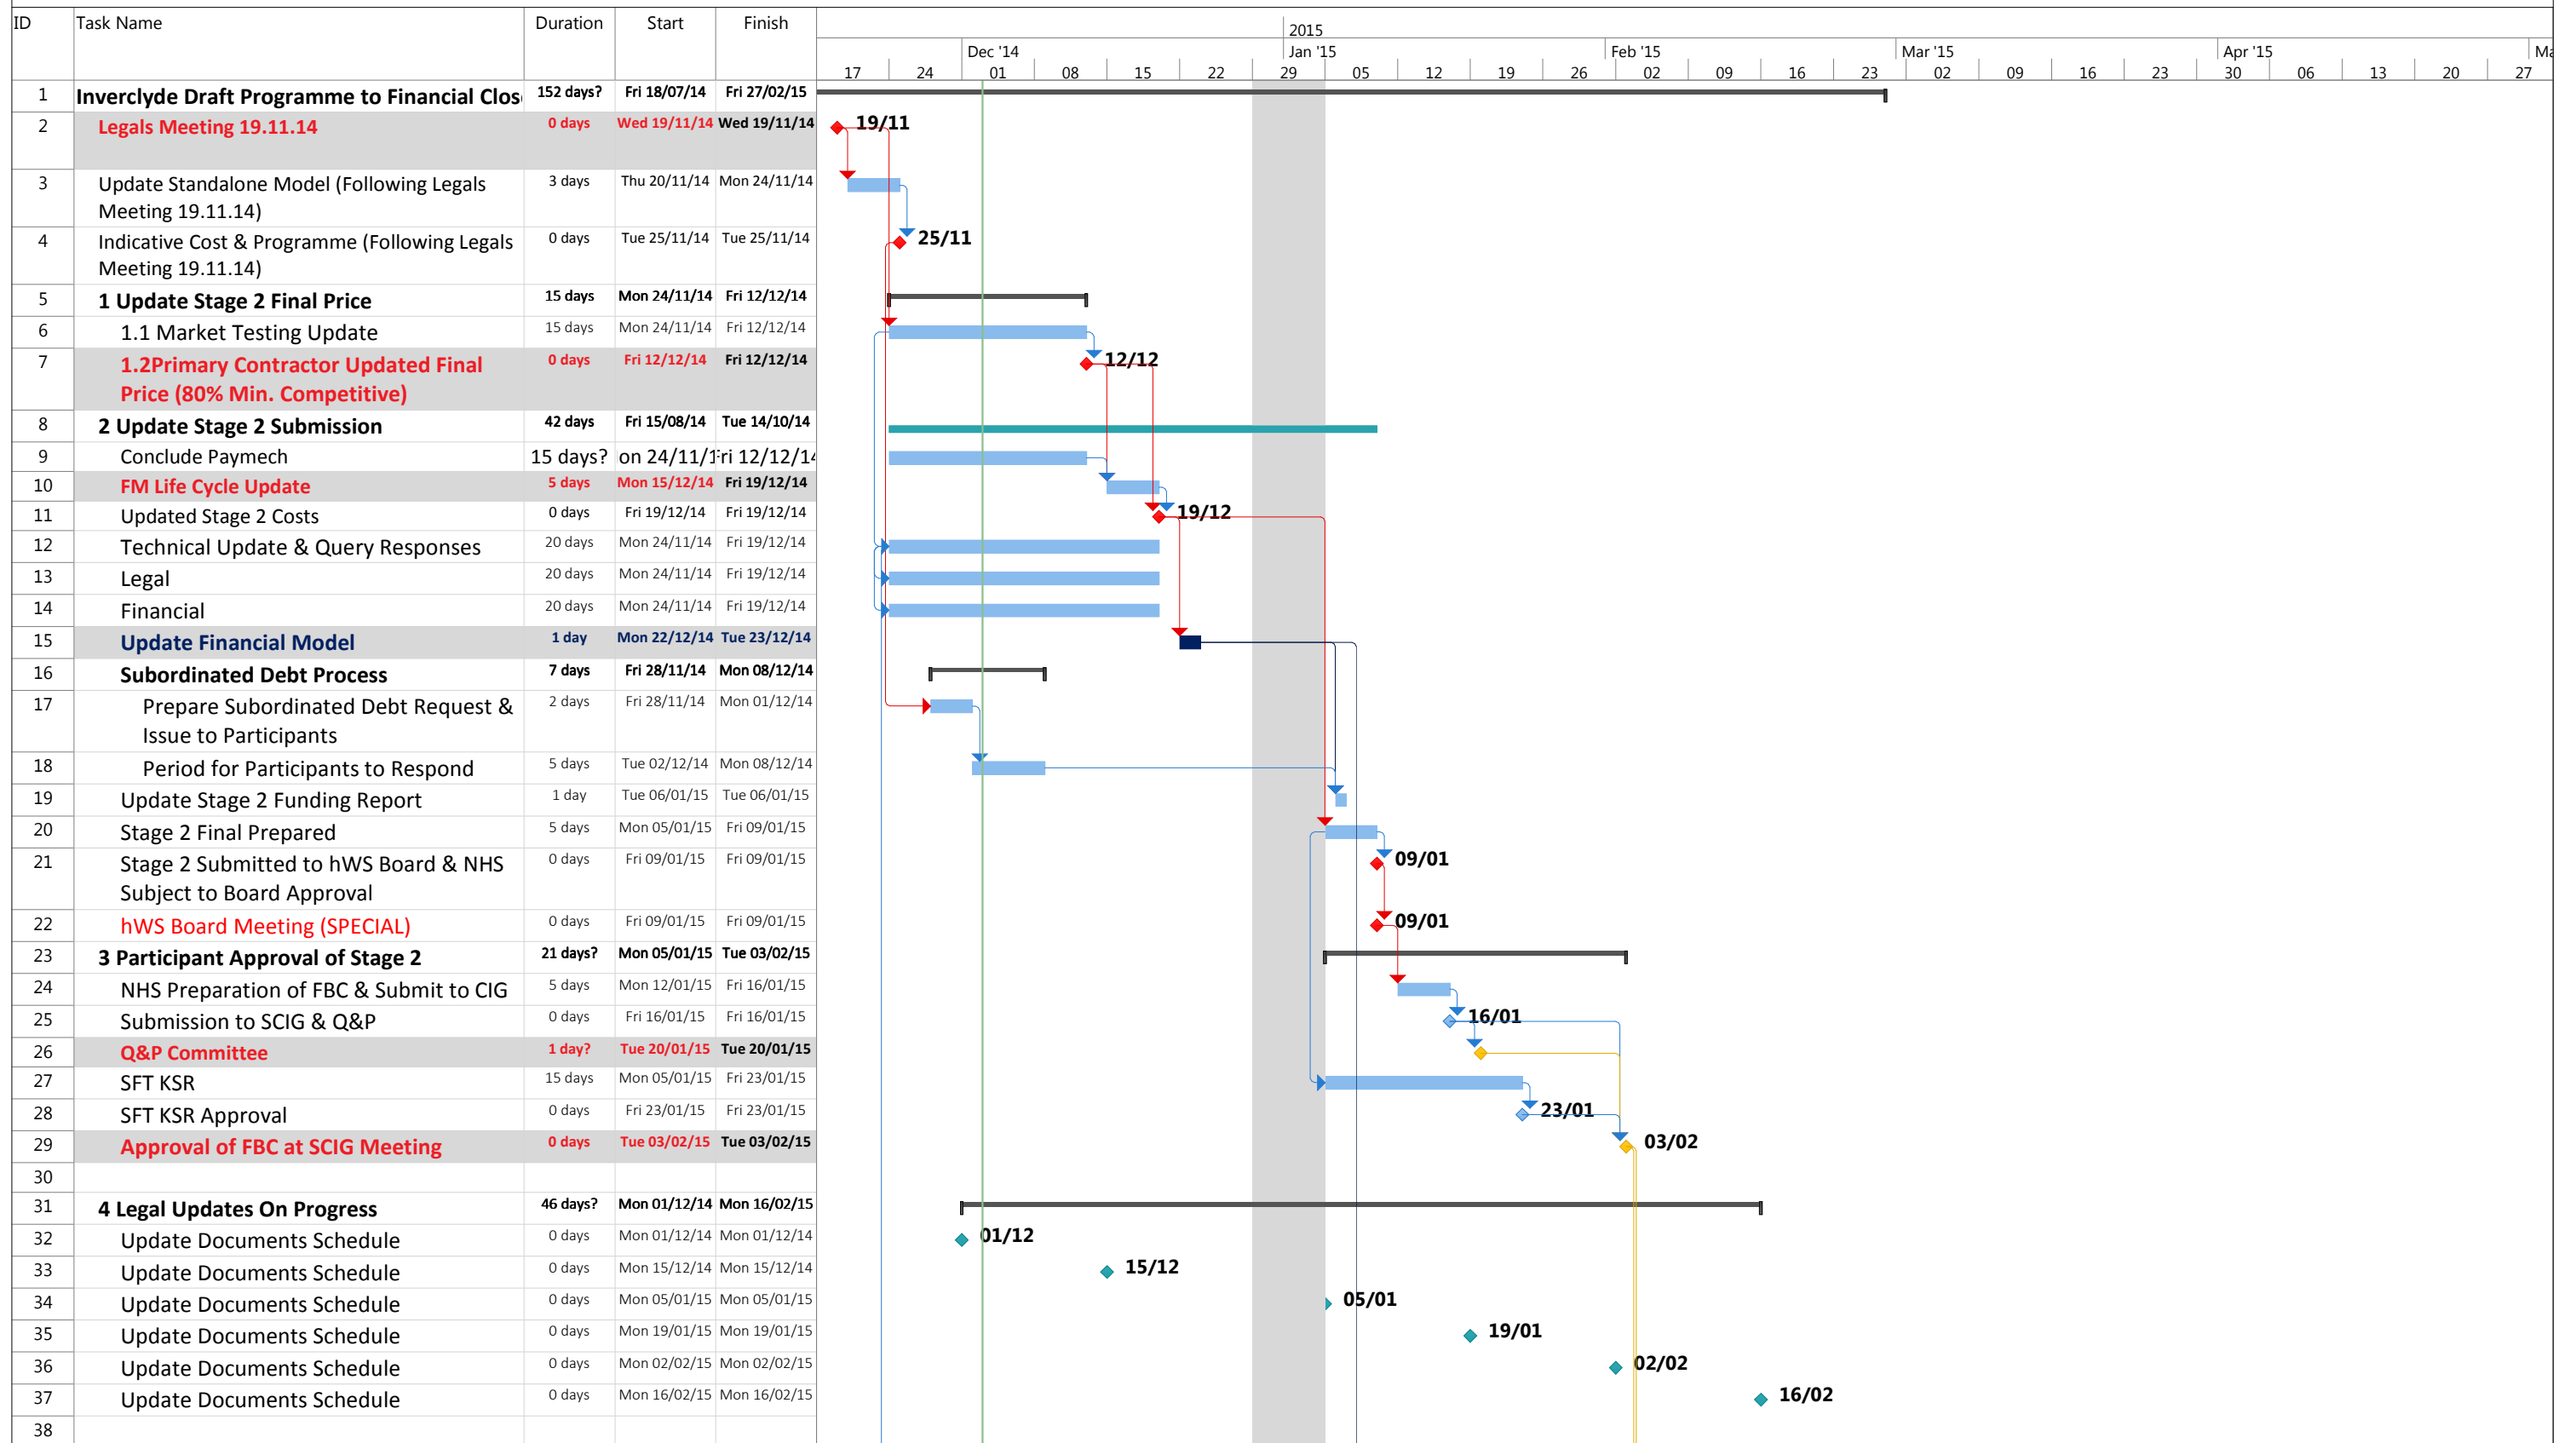 ID Task Name Duration Start Finish
2015
Dec '14 Jan '15 Feb '15 Mar '15 Apr '15
17 24 01 08 15 22 29 05 12 19 26 02 09 16 23 02 09 16 23 30 06 13 20 27
1 Inverclyde Draft Programme to Financial Clos 152 days? Fri 18/07/14 Fri 27/02/15
2 Legals Meeting 19.11.14 0 days Wed 19/11/14 Wed 19/11/14 19/11
3 Update Standalone Model (Following Legals 3 days Thu 20/11/14 Mon 24/11/14
Meeting 19.11.14)
4 Indicative Cost & Programme (Following Legals 0 days Tue 25/11/14 Tue 25/11/14 25/11
Meeting 19.11.14)
5 1 Update Stage 2 Final Price 15 days Mon 24/11/14 Fri 12/12/14
6 1.1 Market Testing Update 15 days Mon 24/11/14 Fri 12/12/14
7 1.2Primary Contractor Updated Final 0 days Fri 12/12/14 Fri 12/12/14 12/12
Price (80% Min. Competitive)
8 2 Update Stage 2 Submission 42 days Fri 15/08/14 Tue 14/10/14
9 Conclude Paymech 15 days? on 24/11/1 Fri 12/12/14
10 FM Life Cycle Update 5 days Mon 15/12/14 Fri 19/12/14
11 Updated Stage 2 Costs 0 days Fri 19/12/14 Fri 19/12/14 19/12
12 Technical Update & Query Responses 20 days Mon 24/11/14 Fri 19/12/14
13 Legal 20 days Mon 24/11/14 Fri 19/12/14
14 Financial 20 days Mon 24/11/14 Fri 19/12/14
15 Update Financial Model 1 day Mon 22/12/14 Tue 23/12/14
16 Subordinated Debt Process 7 days Fri 28/11/14 Mon 08/12/14
17 Prepare Subordinated Debt Request & 2 days Fri 28/11/14 Mon 01/12/14
Issue to Participants
18 Period for Participants to Respond 5 days Tue 02/12/14 Mon 08/12/14
19 Update Stage 2 Funding Report 1 day Tue 06/01/15 Tue 06/01/15
20 Stage 2 Final Prepared 5 days Mon 05/01/15 Fri 09/01/15
21 Stage 2 Submitted to hWS Board & NHS 0 days Fri 09/01/15 Fri 09/01/15 09/01
Subject to Board Approval
22 hWS Board Meeting (SPECIAL) 0 days Fri 09/01/15 Fri 09/01/15 09/01
23 3 Participant Approval of Stage 2 21 days? Mon 05/01/15 Tue 03/02/15
24 NHS Preparation of FBC & Submit to CIG 5 days Mon 12/01/15 Fri 16/01/15
25 Submission to SCIG & Q&P 0 days Fri 16/01/15 Fri 16/01/15 16/01
26 Q&P Committee 1 day? Tue 20/01/15 Tue 20/01/15
27 SFT KSR 15 days Mon 05/01/15 Fri 23/01/15
28 SFT KSR Approval 0 days Fri 23/01/15 Fri 23/01/15 23/01
29 Approval of FBC at SCIG Meeting 0 days Tue 03/02/15 Tue 03/02/15 03/02
30
31 4 Legal Updates On Progress 46 days? Mon 01/12/14 Mon 16/02/15
32 Update Documents Schedule 0 days Mon 01/12/14 Mon 01/12/14 01/12
33 Update Documents Schedule 0 days Mon 15/12/14 Mon 15/12/14 15/12
34 Update Documents Schedule 0 days Mon 05/01/15 Mon 05/01/15 05/01
35 Update Documents Schedule 0 days Mon 19/01/15 Mon 19/01/15 19/01
36 Update Documents Schedule 0 days Mon 02/02/15 Mon 02/02/15 02/02
37 Update Documents Schedule 0 days Mon 16/02/15 Mon 16/02/15 16/02
38